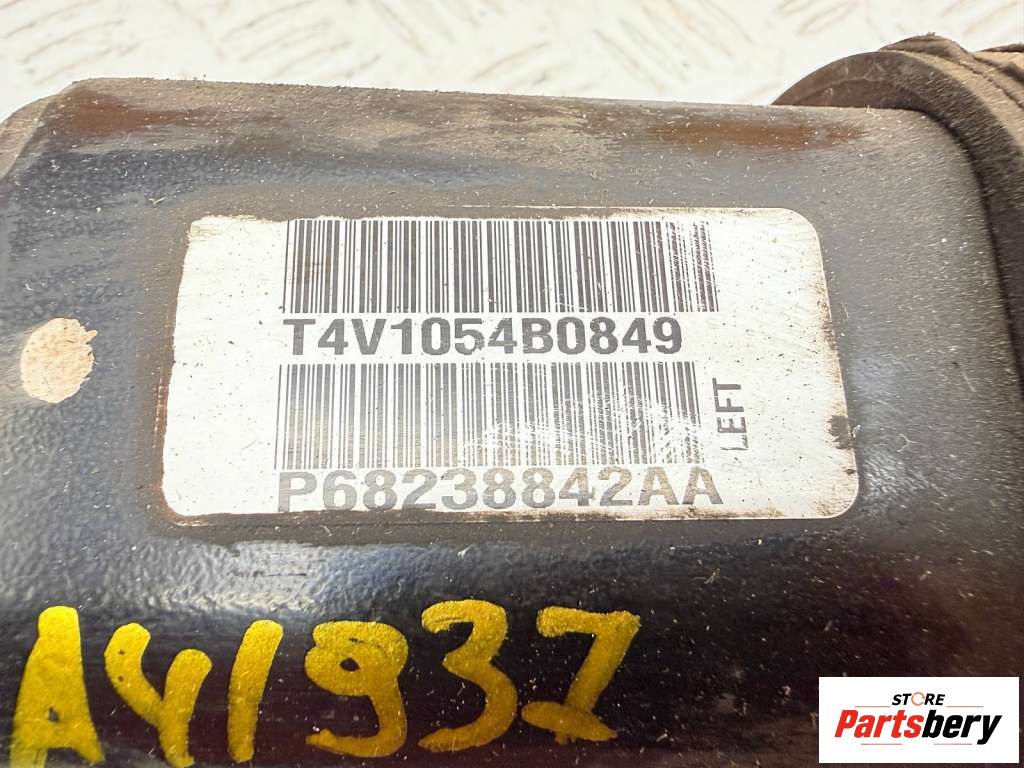 T4V1054B0849
LEFT
P68238842AA
A41937
STORE
Partsbery